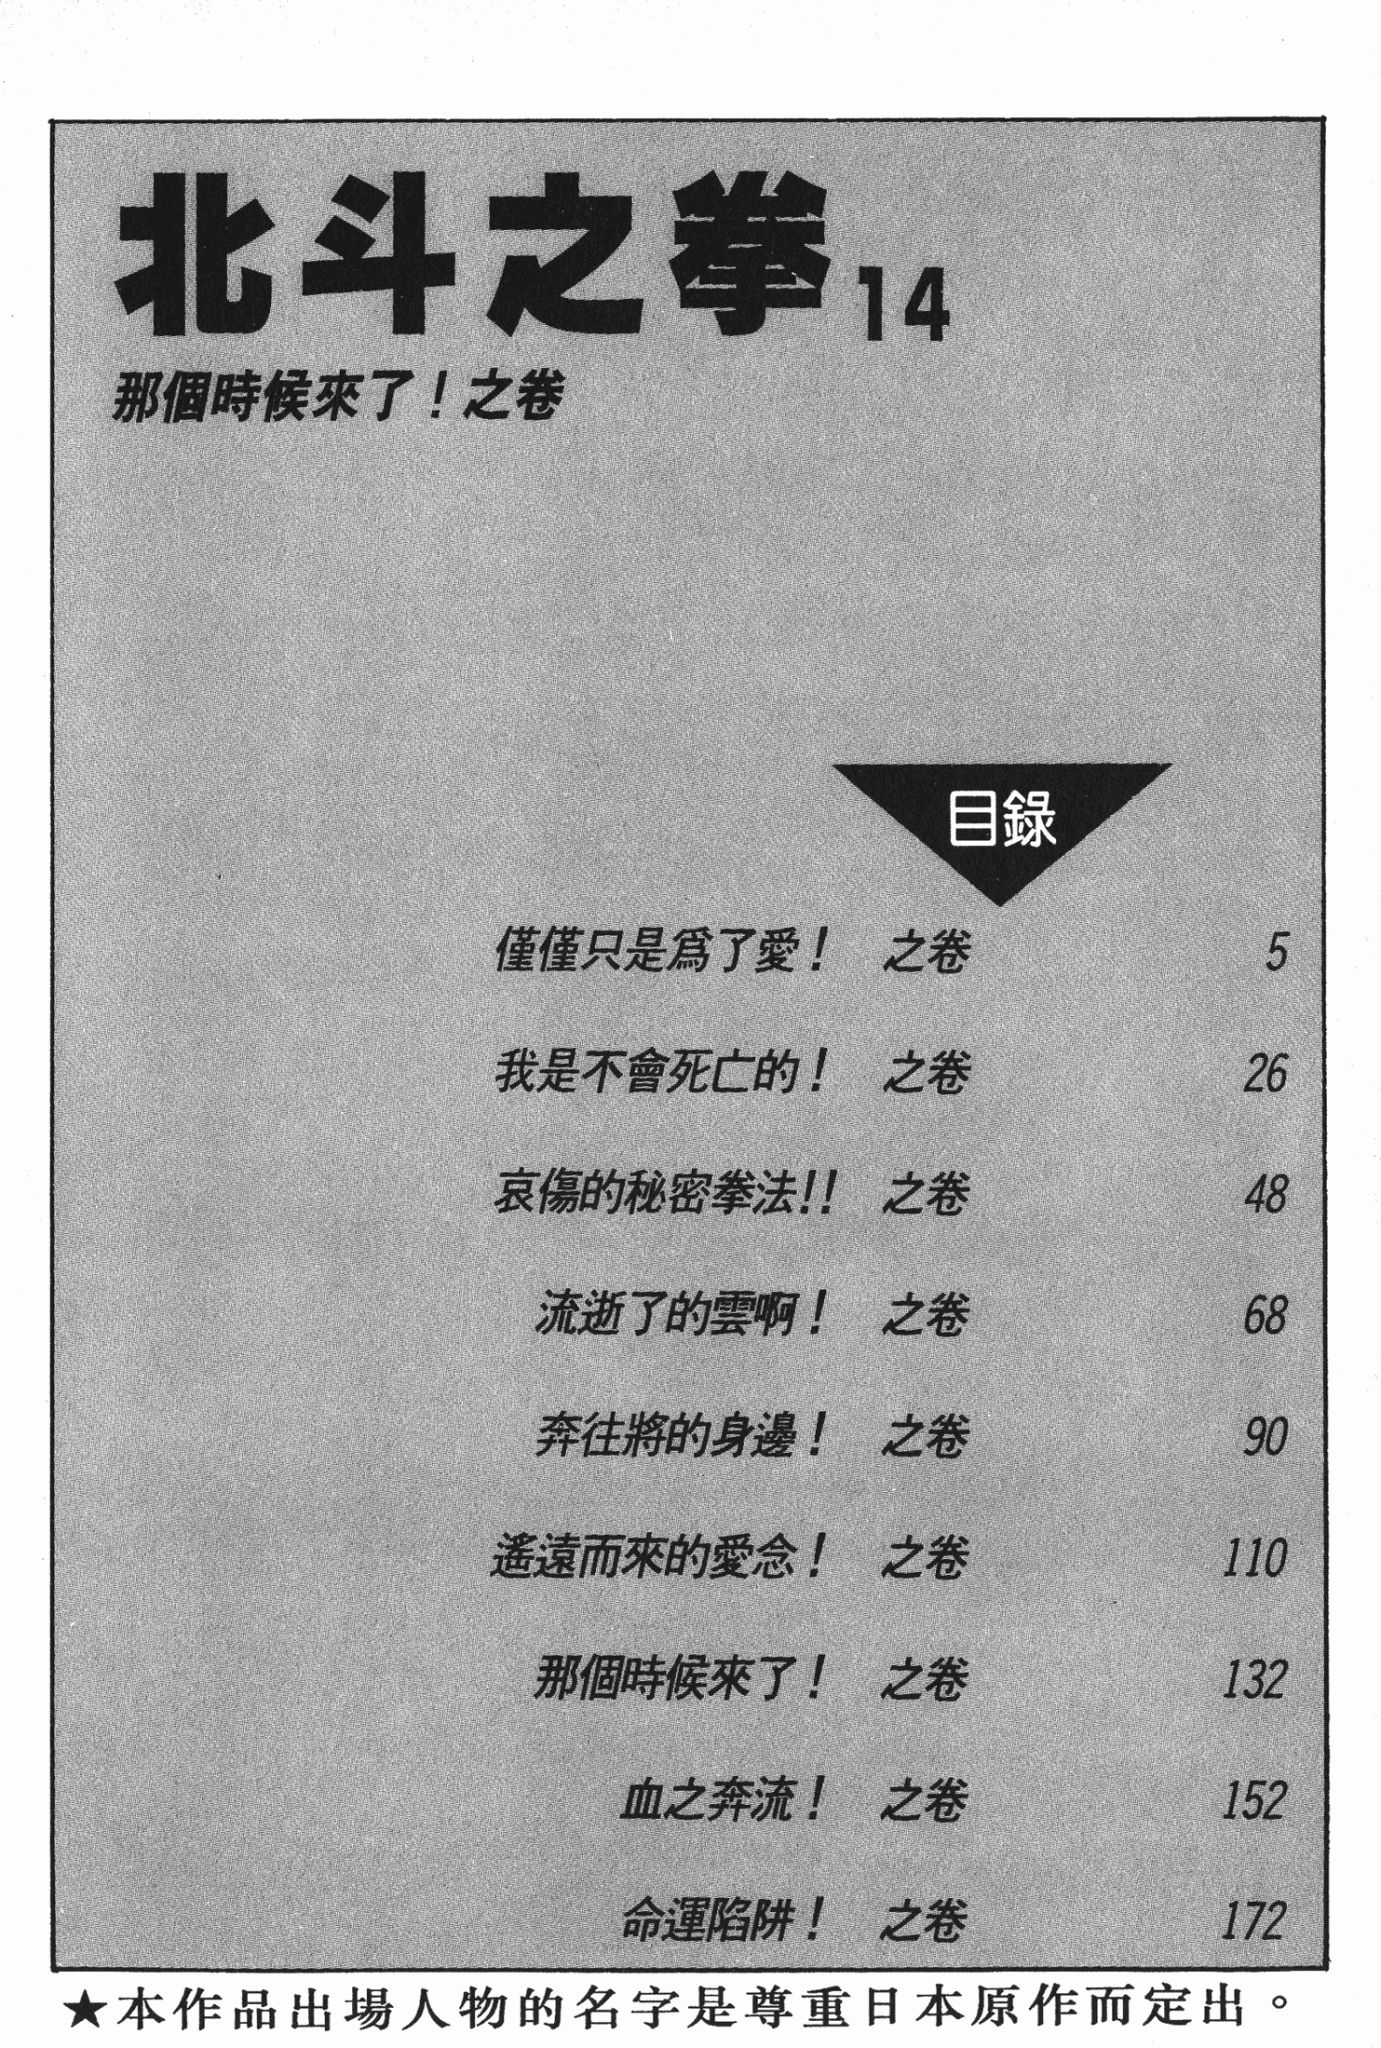 北斗之拳14
那個時候來了！之卷
目錄
僅僅只是爲了愛！ 之卷 5
我是不會死亡的！ 之卷 26
哀傷的秘密拳法!! 之卷 48
流逝了的雲啊！ 之卷 68
奔往將的身邊！ 之卷 90
遙遠而來的愛念！ 之卷 110
那個時候來了！ 之卷 132
血之奔流！ 之卷 152
命運陷阱！ 之卷 172
★本作品出場人物的名字是尊重日本原作而定出。